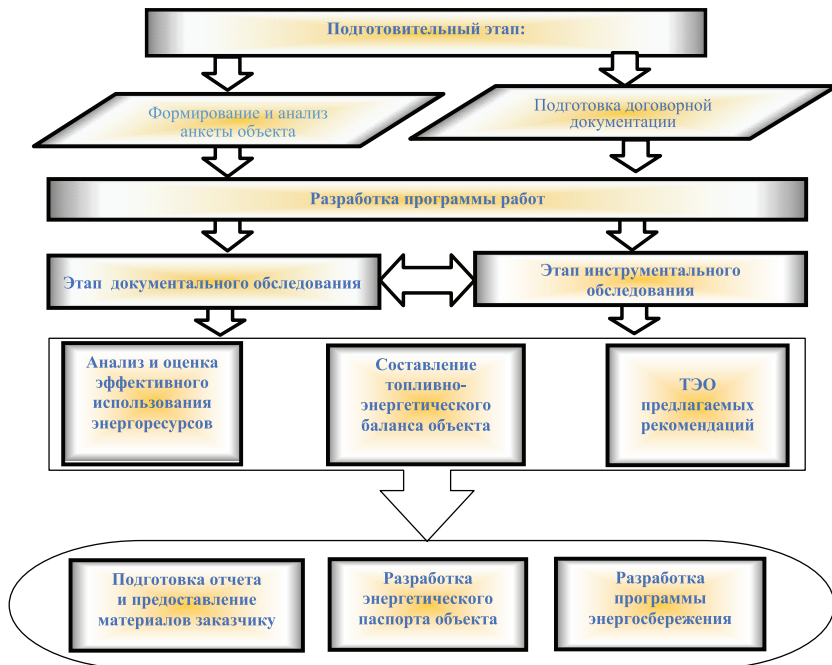 Подготовительный этап:
Формирование и анализ
анкеты объекта
Подготовка договорной
документации
Разработка программы работ
Этап документального обследования
Этап инструментального
обследования
Анализ и оценка
эффективного
использования
энергоресурсов
Составление
топливно-
энергетического
баланса объекта
ТЭО
предлагаемых
рекомендаций
Подготовка отчета
и предоставление
материалов заказчику
Разработка
энергетического
паспорта объекта
Разработка
программы
энергосбережения